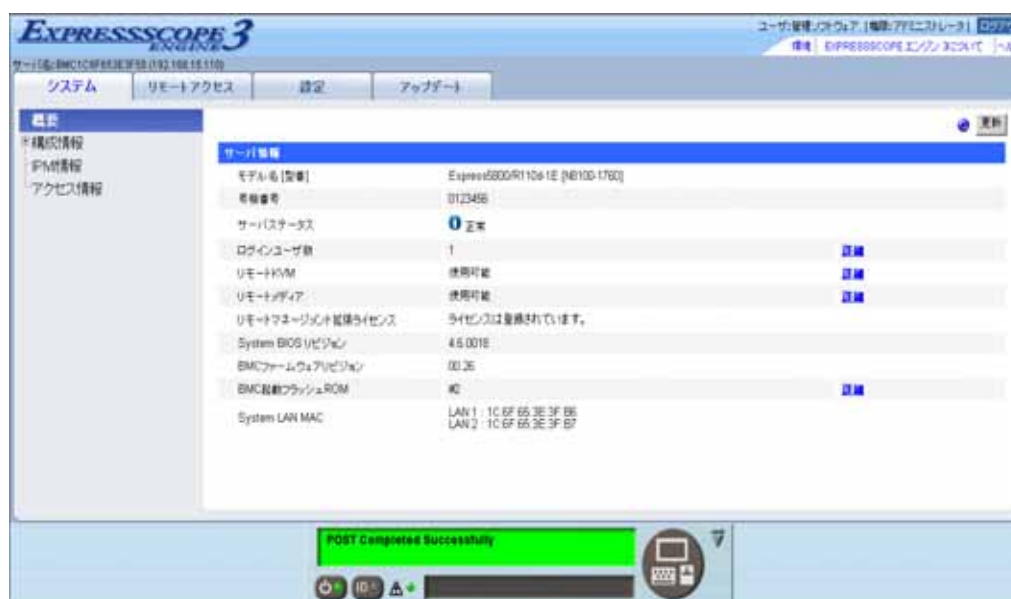 EXPRESSSCOPE
ENGINE 3
ユーザ:管理ソフトウェア [権限:アドミニストレータ]
環境 EXPRESSSCOPE エンジン 3について
システム リモートアクセス 設定 アップデート
概要
構成情報
IPMI情報
アクセス情報
更新
サーバ情報
モデル名 [型番] Express5800/R110d-1E [N8100-1760]
号機番号 0123456
サーバステータス 正常
ログインユーザ数 1 詳細
リモートKVM 使用可能 詳細
リモートメディア 使用可能 詳細
リモートマネージメント拡張ライセンス ライセンスは登録されています。
System BIOS リビジョン 4.6.0018
BMCファームウェアリビジョン 00.26
BMC起動フラッシュROM #2 詳細
System LAN MAC LAN 1 : 1C:6F:65:3E:3F:B6
LAN 2 : 1C:6F:65:3E:3F:B7
POST Completed Successfully
ID